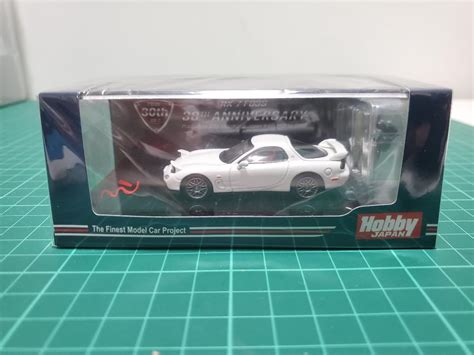 30th
30TH ANNIVERSARY
The Finest Model Car Project
Hobby
JAPAN